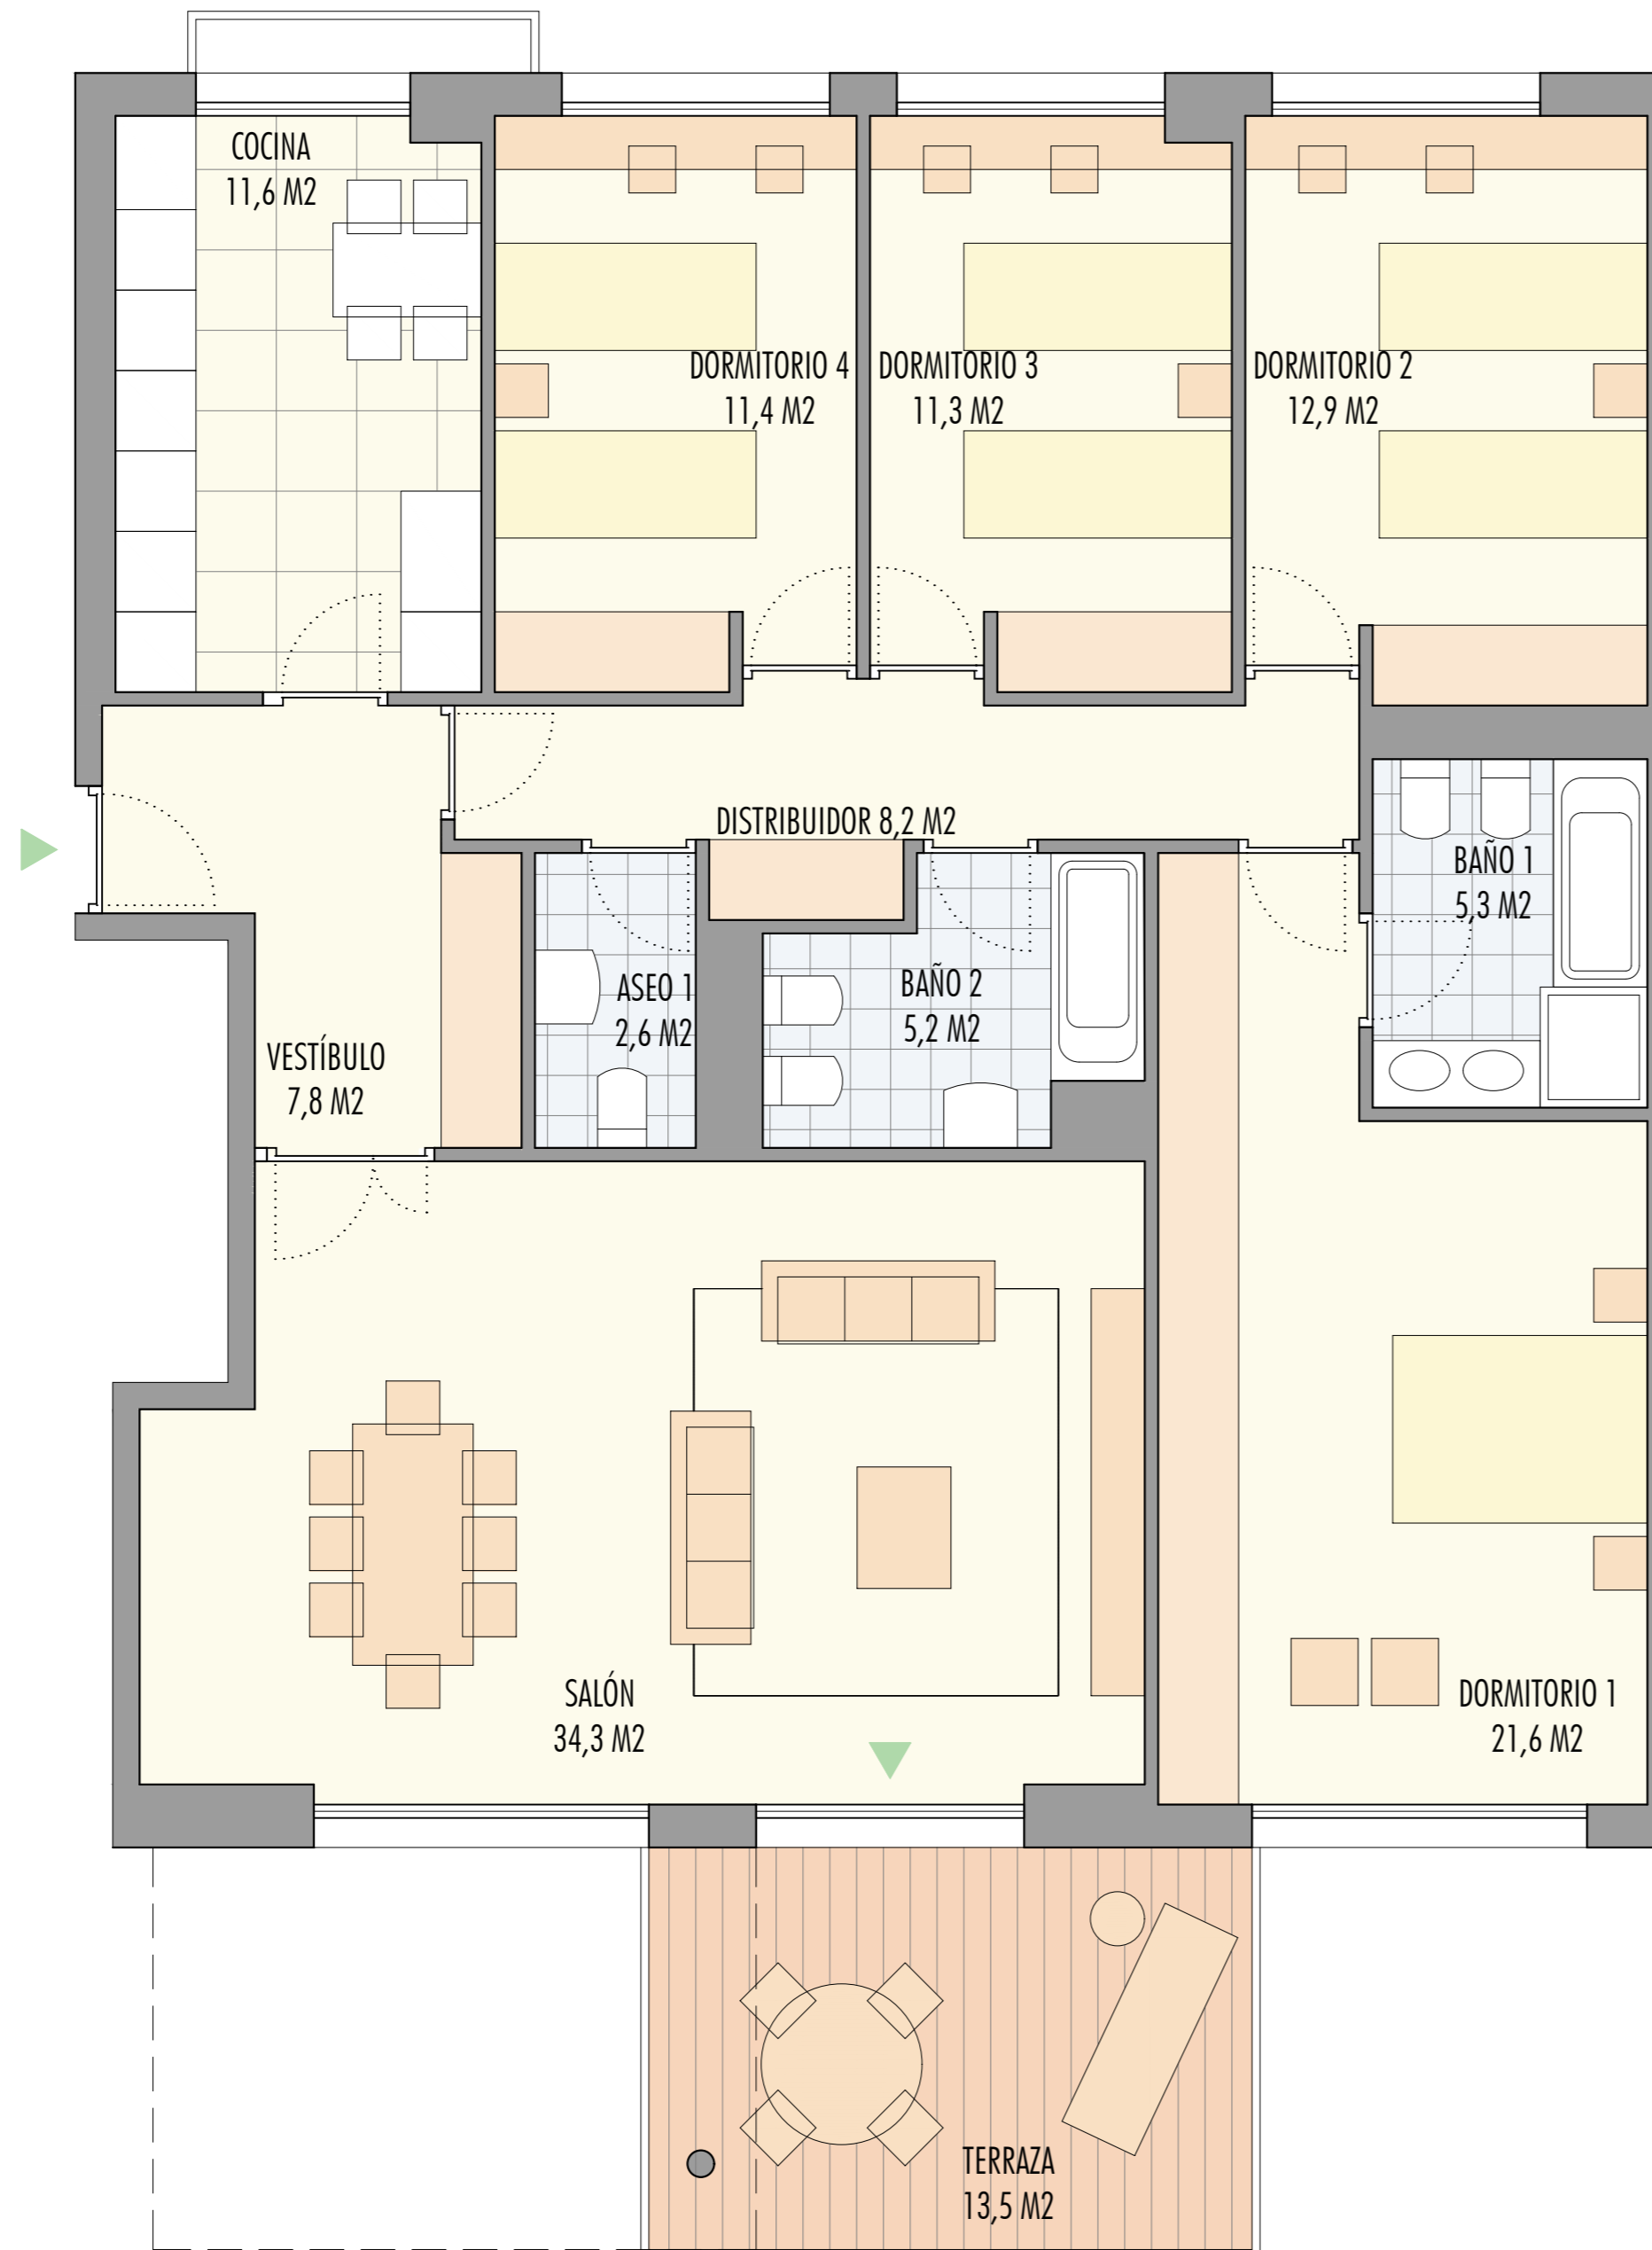 COCINA
11,6 M2
DORMITORIO 4
11,4 M2
DORMITORIO 3
11,3 M2
DORMITORIO 2
12,9 M2
DISTRIBUIDOR 8,2 M2
BAÑO 1
5,3 M2
ASEO 1
2,6 M2
BAÑO 2
5,2 M2
VESTÍBULO
7,8 M2
SALÓN
34,3 M2
DORMITORIO 1
21,6 M2
TERRAZA
13,5 M2